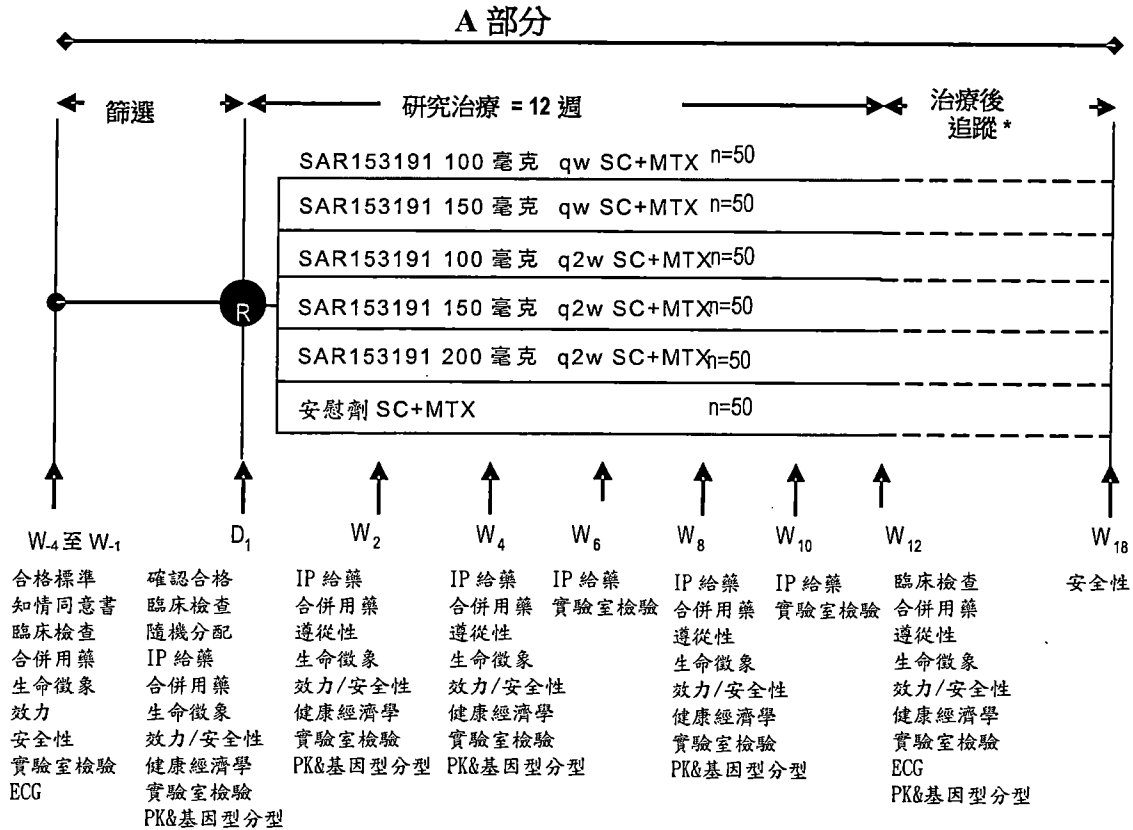 A 部分
篩選
研究治療 = 12 週
治療後
追蹤 *
SAR153191 100 毫克 qw SC+MTX n=50
SAR153191 150 毫克 qw SC+MTX n=50
SAR153191 100 毫克 q2w SC+MTX n=50
R
SAR153191 150 毫克 q2w SC+MTX n=50
SAR153191 200 毫克 q2w SC+MTX n=50
安慰劑 SC+MTX n=50
W-4 至 W-1
合格標準
知情同意書
臨床檢查
合併用藥
生命徵象
效力
安全性
實驗室檢驗
ECG
D1
確認合格
臨床檢查
隨機分配
IP 給藥
合併用藥
生命徵象
效力/安全性
健康經濟學
實驗室檢驗
PK&基因型分型
W2
IP 給藥
合併用藥
遵從性
生命徵象
效力/安全性
健康經濟學
實驗室檢驗
PK&基因型分型
W4
IP 給藥
合併用藥
遵從性
生命徵象
效力/安全性
健康經濟學
實驗室檢驗
PK&基因型分型
W6
IP 給藥
實驗室檢驗
W8
IP 給藥
合併用藥
遵從性
生命徵象
效力/安全性
健康經濟學
實驗室檢驗
PK&基因型分型
W10
IP 給藥
實驗室檢驗
W12
臨床檢查
合併用藥
遵從性
生命徵象
效力/安全性
健康經濟學
實驗室檢驗
ECG
PK&基因型分型
W18
安全性